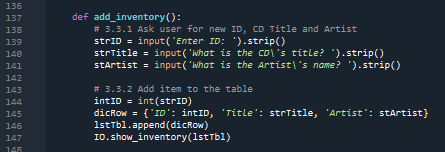 136
137 def add_inventory():
138 # 3.3.1 Ask user for new ID, CD Title and Artist
139 strID = input('Enter ID: ').strip()
140 strTitle = input('What is the CD\'s title? ').strip()
141 stArtist = input('What is the Artist\'s name? ').strip()
142
143 # 3.3.2 Add item to the table
144 intID = int(strID)
145 dicRow = {'ID': intID, 'Title': strTitle, 'Artist': stArtist}
146 lstTbl.append(dicRow)
147 IO.show_inventory(lstTbl)
148